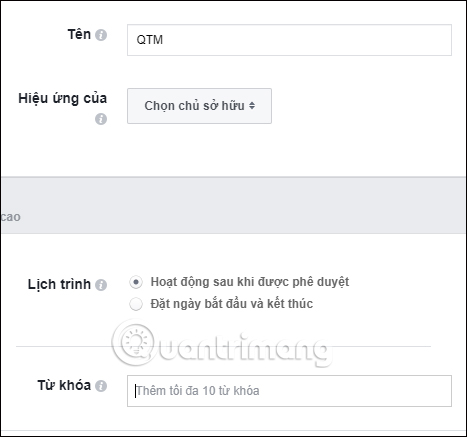 Tên
QTM
Hiệu ứng của
Chọn chủ sở hữu
cao
Lịch trình
Hoạt động sau khi được phê duyệt
Đặt ngày bắt đầu và kết thúc
Quantrimang
Từ khóa
Thêm tối đa 10 từ khóa